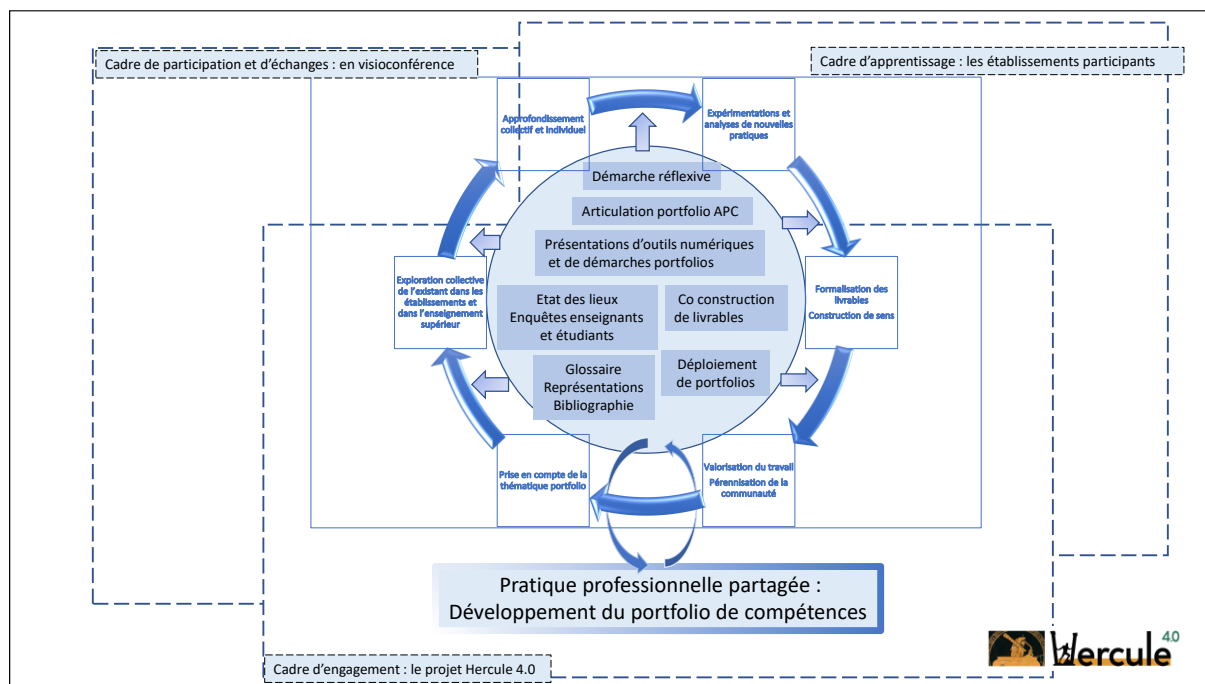 Cadre de participation et d'échanges : en visioconférence
Cadre d'apprentissage : les établissements participants
Approfondissement
collectif et individuel
Expérimentations et
analyses de nouvelles
pratiques
Démarche réflexive
Articulation portfolio APC
Présentations d'outils numériques
et de démarches portfolios
Exploration collective
de l'existant dans les
établissements et
dans l'enseignement
supérieur
Etat des lieux
Enquêtes enseignants
et étudiants
Co construction
de livrables
Formalisation des
livrables
Construction de sens
Glossaire
Représentations
Bibliographie
Déploiement
de portfolios
Prise en compte de la
thématique portfolio
Valorisation du travail
Pérennisation de la
communauté
Pratique professionnelle partagée :
Développement du portfolio de compétences
Cadre d'engagement : le projet Hercule 4.0
Hercule 4.0